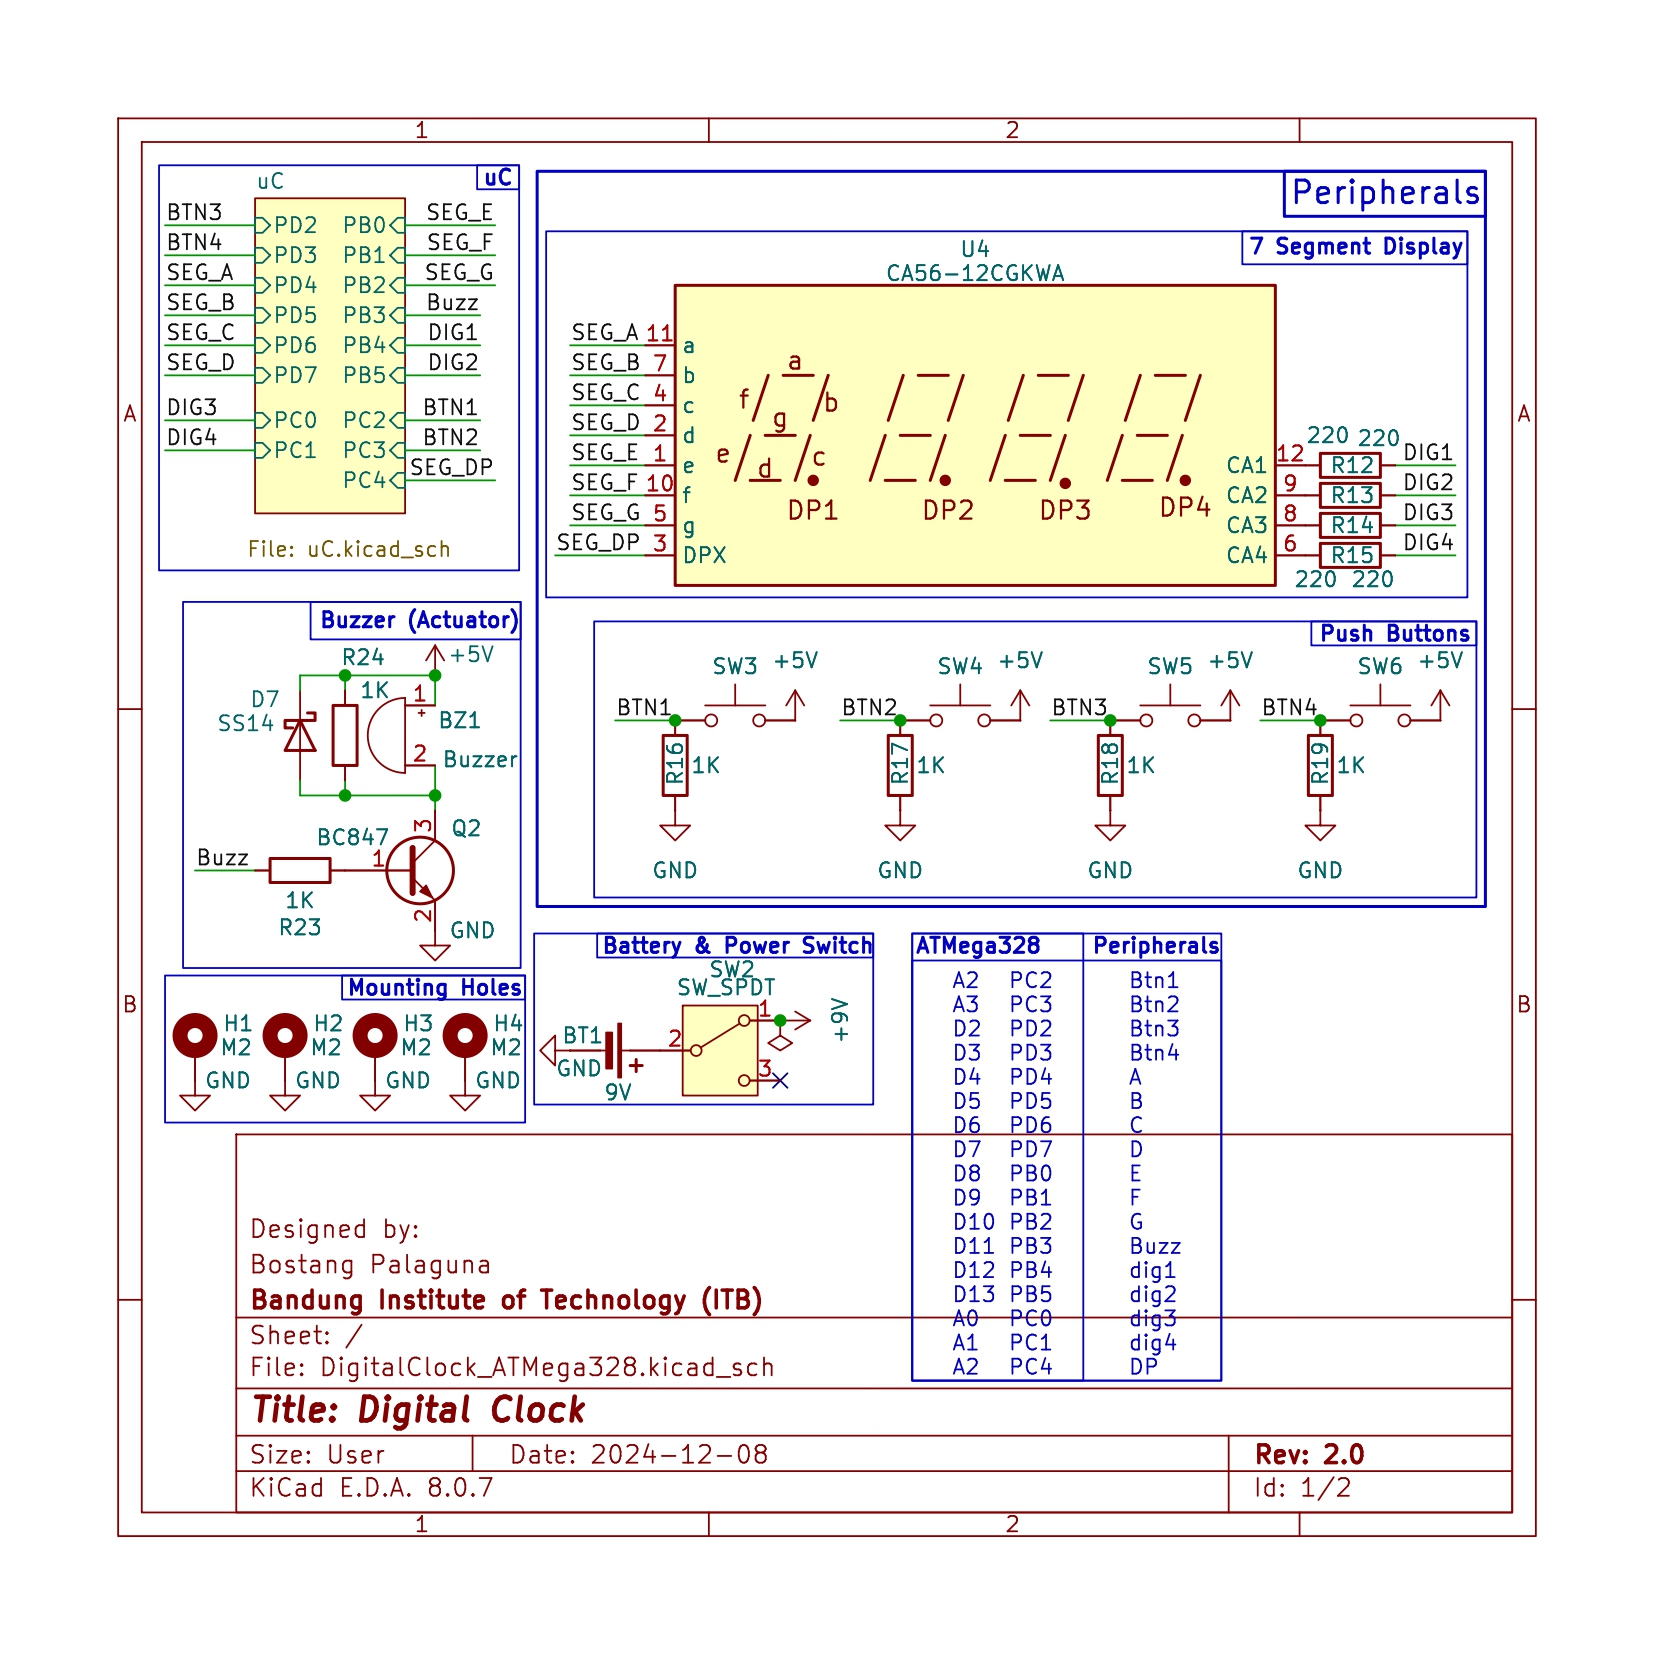 1 2
A A
B B
uC
uC
BTN3 PD2 PB0 SEG_E
BTN4 PD3 PB1 SEG_F
SEG_A PD4 PB2 SEG_G
SEG_B PD5 PB3 Buzz
SEG_C PD6 PB4 DIG1
SEG_D PD7 PB5 DIG2
DIG3 PC0 PC2 BTN1
DIG4 PC1 PC3 BTN2
PC4 SEG_DP
File: uC.kicad_sch
Peripherals
7 Segment Display
U4
CA56-12CGKWA
SEG_A 11 a
SEG_B 7 b
SEG_C 4 c
SEG_D 2 d
SEG_E 1 e
SEG_F 10 f
SEG_G 5 g
SEG_DP 3 DPX
a
f b
g
e c
d
DP1 DP2 DP3 DP4
220 220
CA1 12 R12 DIG1
CA2 9 R13 DIG2
CA3 8 R14 DIG3
CA4 6 R15 DIG4
220 220
Buzzer (Actuator)
+5V
R24
1K
D7
SS14
1
+
BZ1
2
Buzzer
3
Q2
BC847
Buzz
1
1K
R23
2
GND
Push Buttons
SW3 +5V SW4 +5V SW5 +5V SW6 +5V
BTN1 BTN2 BTN3 BTN4
R16 1K R17 1K R18 1K R19 1K
GND GND GND GND
Mounting Holes
H1 H2 H3 H4
M2 M2 M2 M2
GND GND GND GND
Battery & Power Switch
SW2
SW_SPDT
1
+9V
BT1
2
GND
+
3
9V
ATMega328 Peripherals
A2 PC2 Btn1
A3 PC3 Btn2
D2 PD2 Btn3
D3 PD3 Btn4
D4 PD4 A
D5 PD5 B
D6 PD6 C
D7 PD7 D
D8 PB0 E
D9 PB1 F
D10 PB2 G
D11 PB3 Buzz
D12 PB4 dig1
D13 PB5 dig2
A0 PC0 dig3
A1 PC1 dig4
A2 PC4 DP
Designed by:
Bostang Palaguna
Bandung Institute of Technology (ITB)
Sheet: /
File: DigitalClock_ATMega328.kicad_sch
Title: Digital Clock
Size: User Date: 2024-12-08 Rev: 2.0
KiCad E.D.A. 8.0.7 Id: 1/2
1 2